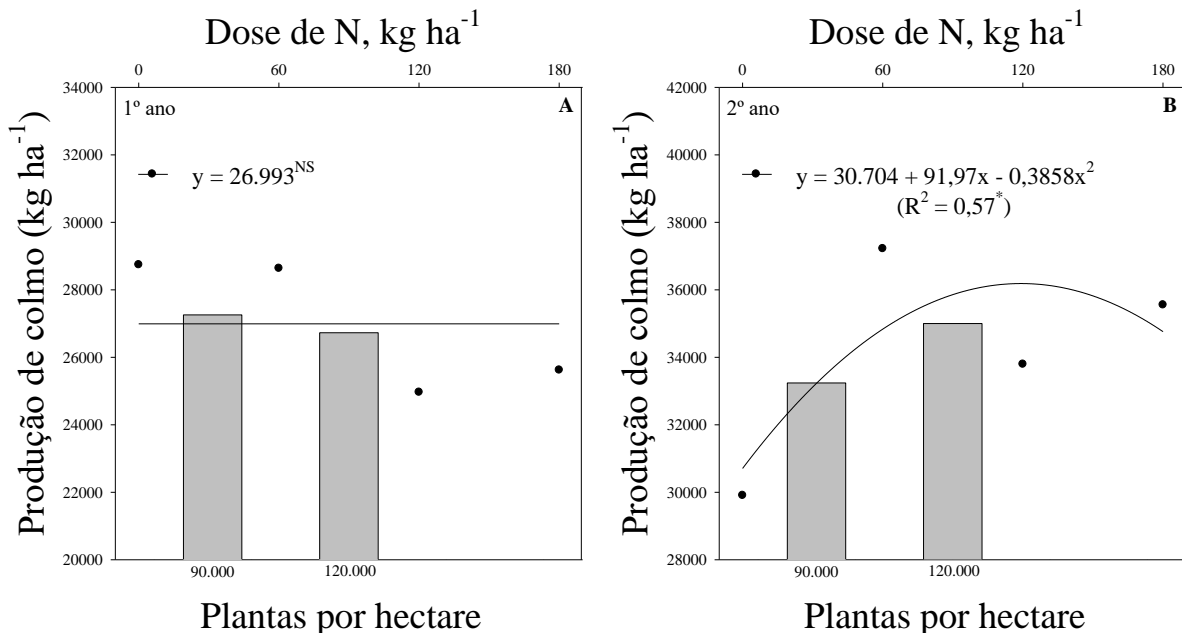 Dose de N, kg ha⁻¹
0 60 120 180
34000
32000
30000
28000
26000
24000
22000
20000
Produção de colmo (kg ha⁻¹)
1º ano
A
y = 26.993ᴺˢ
90.000 120.000
Plantas por hectare
Dose de N, kg ha⁻¹
0 60 120 180
42000
40000
38000
36000
34000
32000
30000
28000
Produção de colmo (kg ha⁻¹)
2º ano
B
y = 30.704 + 91,97x - 0,3858x²
(R² = 0,57*)
90.000 120.000
Plantas por hectare